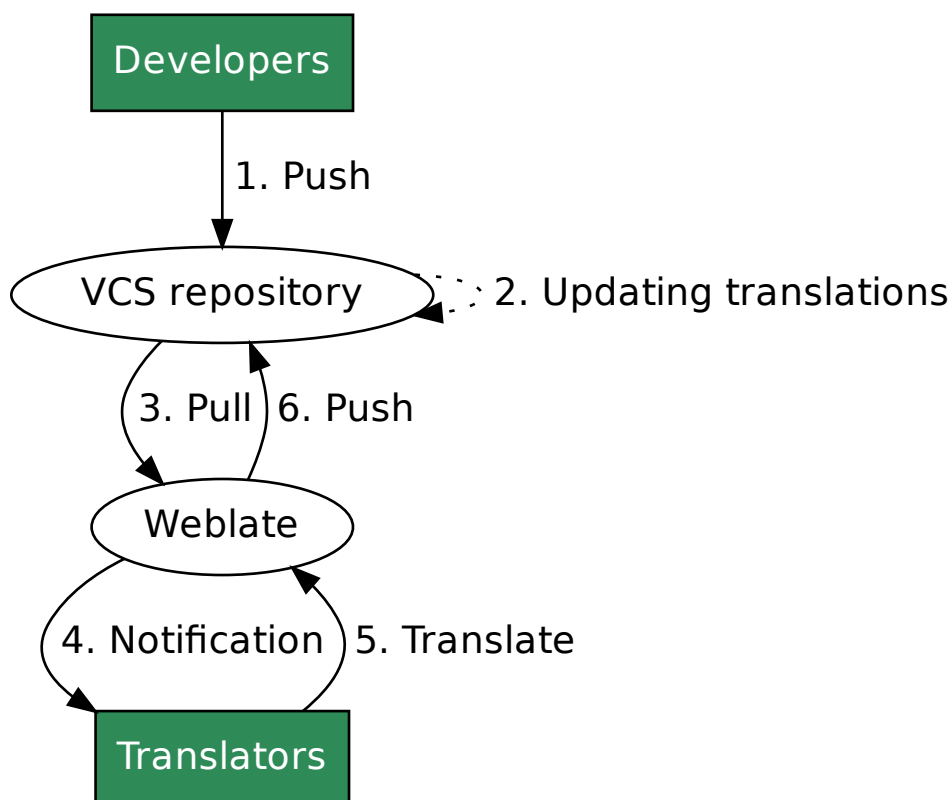 Developers
1. Push
VCS repository
2. Updating translations
3. Pull
6. Push
Weblate
4. Notification
5. Translate
Translators